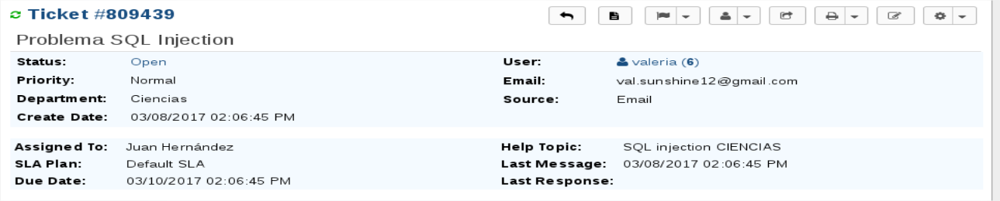 Ticket #809439
Problema SQL Injection
Status: Open User: valeria (6)
Priority: Normal Email: val.sunshine12@gmail.com
Department: Ciencias Source: Email
Create Date: 03/08/2017 02:06:45 PM
Assigned To: Juan Hernández Help Topic: SQL injection CIENCIAS
SLA Plan: Default SLA Last Message: 03/08/2017 02:06:45 PM
Due Date: 03/10/2017 02:06:45 PM Last Response: